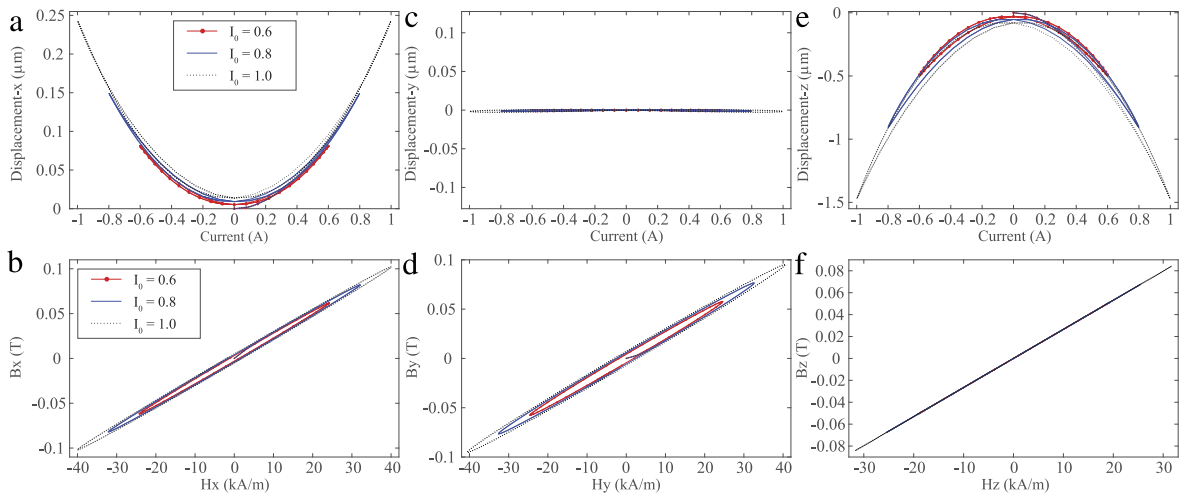 a
0.25
0.2
0.15
0.1
0.05
0
Displacement-x (µm)
I0 = 0.6
I0 = 0.8
I0 = 1.0
-1 -0.8 -0.6 -0.4 -0.2 0 0.2 0.4 0.6 0.8 1
Current (A)
c
0.1
0.05
0
-0.05
-0.1
Displacement-y (µm)
-1 -0.8 -0.6 -0.4 -0.2 0 0.2 0.4 0.6 0.8 1
Current (A)
e
0
-0.5
-1
-1.5
Displacement-z (µm)
-1 -0.8 -0.6 -0.4 -0.2 0 0.2 0.4 0.6 0.8 1
Current (A)
b
0.1
0.05
0
-0.05
-0.1
Bx (T)
I0 = 0.6
I0 = 0.8
I0 = 1.0
-40 -30 -20 -10 0 10 20 30 40
Hx (kA/m)
d
0.1
0.05
0
-0.05
-0.1
By (T)
-40 -30 -20 -10 0 10 20 30 40
Hy (kA/m)
f
0.08
0.06
0.04
0.02
0
-0.02
-0.04
-0.06
-0.08
Bz (T)
-30 -20 -10 0 10 20 30
Hz (kA/m)